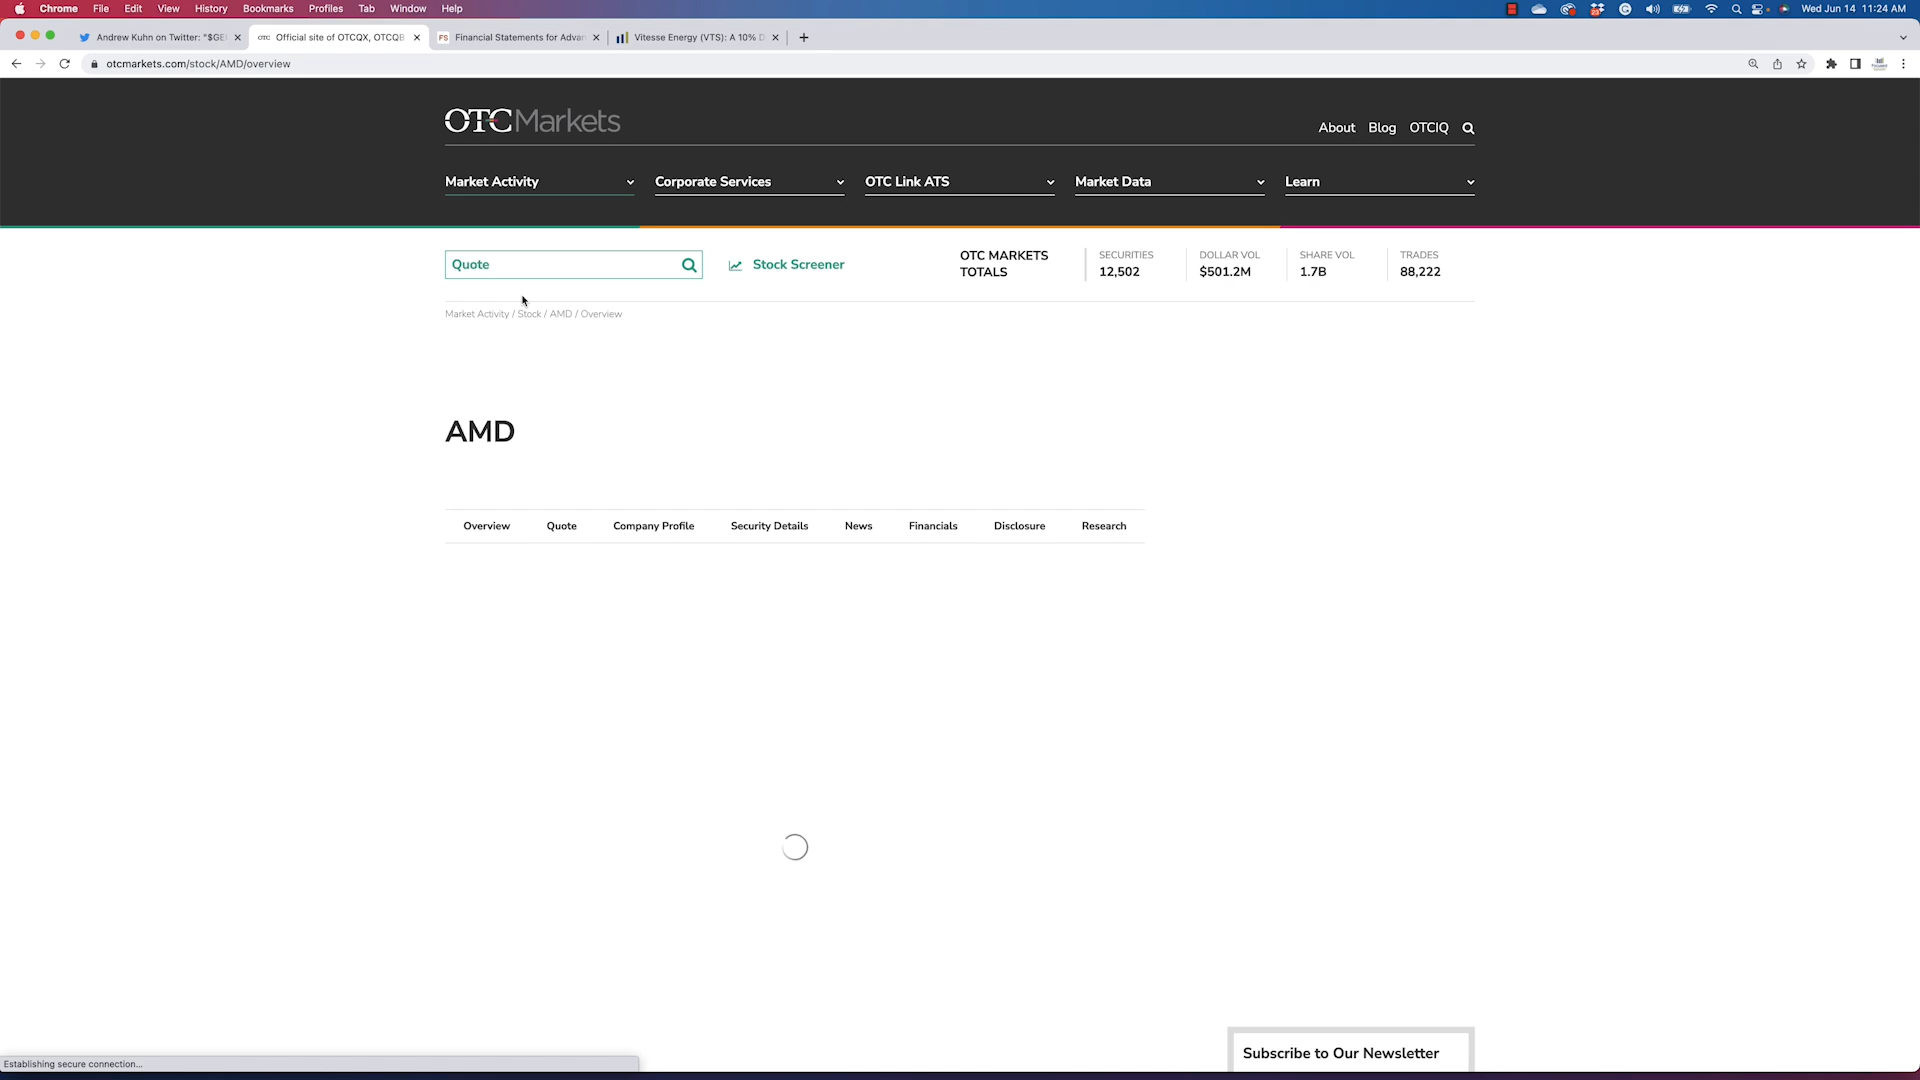 Chrome File Edit View History Bookmarks Profiles Tab Window Help Wed Jun 14 11:24 AM
Andrew Kuhn on Twitter: "$GE
OTC Official site of OTCQX, OTCQB
FS Financial Statements for Advan
Vitesse Energy (VTS): A 10% D
otcmarkets.com/stock/AMD/overview
OTCMarkets
About Blog OTCIQ
Market Activity Corporate Services OTC Link ATS Market Data Learn
Quote
Stock Screener
OTC MARKETS
TOTALS
SECURITIES
12,502
DOLLAR VOL
$501.2M
SHARE VOL
1.7B
TRADES
88,222
Market Activity / Stock / AMD / Overview
AMD
Overview Quote Company Profile Security Details News Financials Disclosure Research
Subscribe to Our Newsletter
Establishing secure connection...